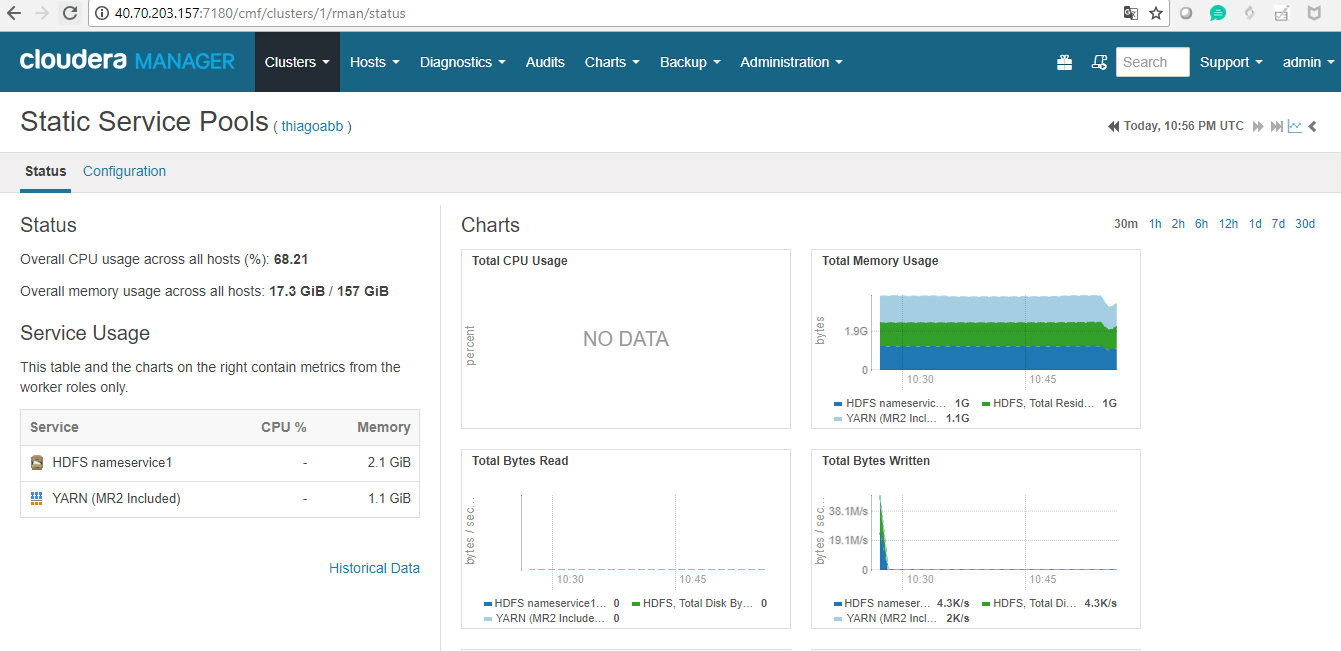 40.70.203.157:7180/cmf/clusters/1/rman/status
cloudera MANAGER Clusters Hosts Diagnostics Audits Charts Backup Administration Search Support admin
Static Service Pools ( thiagoabb )
Today, 10:56 PM UTC
Status Configuration
Status
Overall CPU usage across all hosts (%): 68.21
Overall memory usage across all hosts: 17.3 GiB / 157 GiB
Service Usage
This table and the charts on the right contain metrics from the
worker roles only.
Service CPU % Memory
HDFS nameservice1 - 2.1 GiB
YARN (MR2 Included) - 1.1 GiB
Historical Data
Charts
30m 1h 2h 6h 12h 1d 7d 30d
Total CPU Usage
percent
NO DATA
Total Memory Usage
bytes
1.9G
0
10:30 10:45
HDFS nameservic... 1G HDFS, Total Resid... 1G
YARN (MR2 Incl... 1.1G
Total Bytes Read
bytes / sec...
10:30 10:45
HDFS nameservice1... 0 HDFS, Total Disk By... 0
YARN (MR2 Include... 0
Total Bytes Written
bytes / sec...
38.1M/s
19.1M/s
0
10:30 10:45
HDFS nameser... 4.3K/s HDFS, Total Di... 4.3K/s
YARN (MR2 Incl... 2K/s